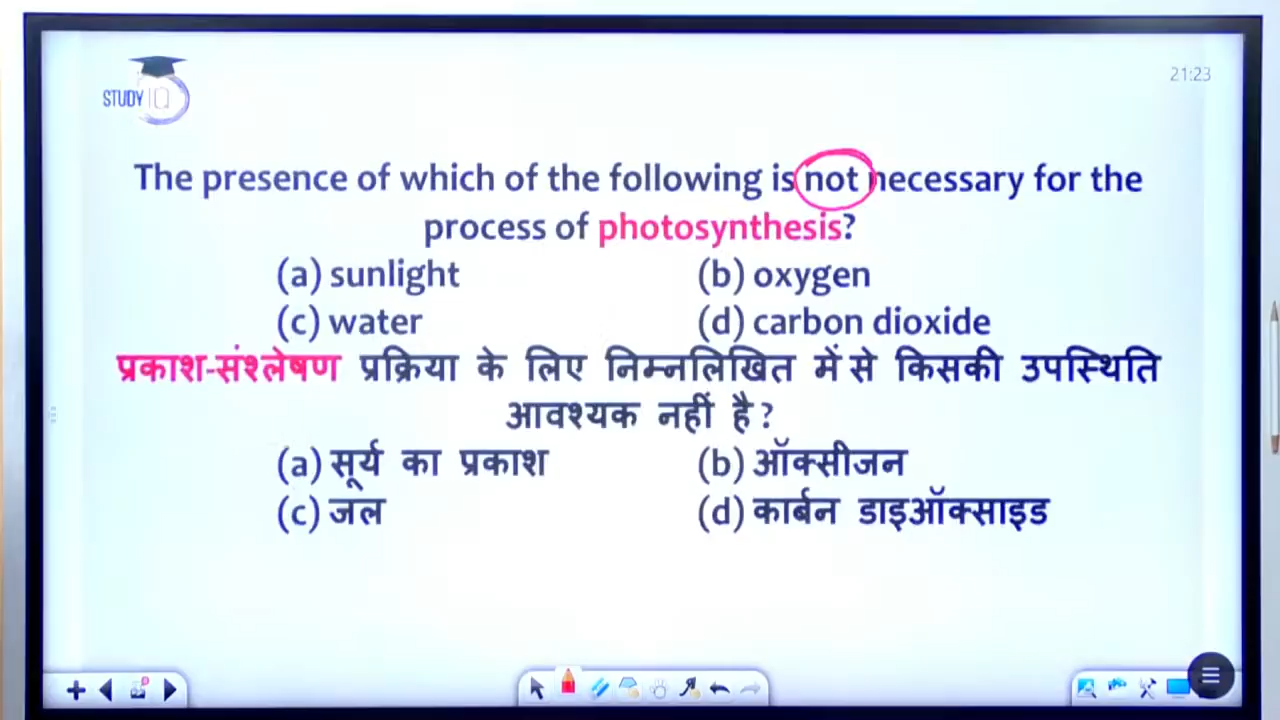 STUDY IQ
21:23
The presence of which of the following is not necessary for the
process of photosynthesis?
(a) sunlight (b) oxygen
(c) water (d) carbon dioxide
प्रकाश-संश्लेषण प्रक्रिया के लिए निम्नलिखित में से किसकी उपस्थिति
आवश्यक नहीं है ?
(a) सूर्य का प्रकाश (b) ऑक्सीजन
(c) जल (d) कार्बन डाइऑक्साइड